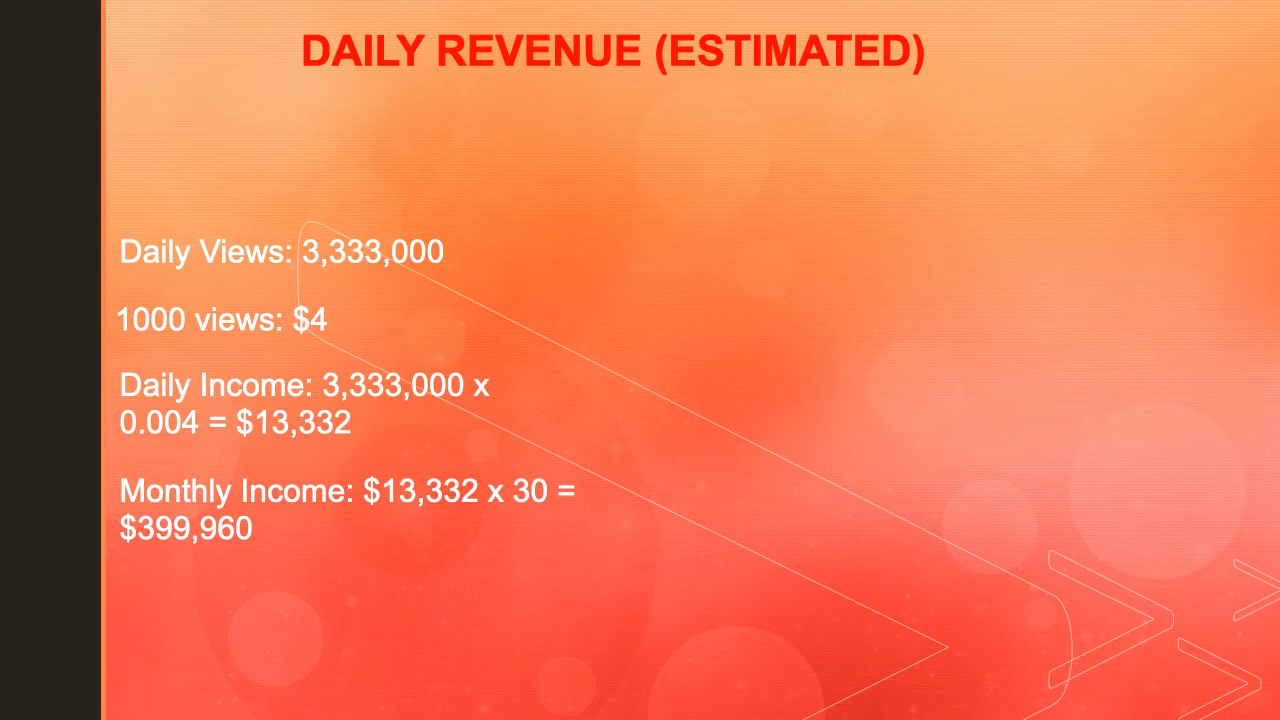 DAILY REVENUE (ESTIMATED)
Daily Views: 3,333,000
1000 views: $4
Daily Income: 3,333,000 x
0.004 = $13,332
Monthly Income: $13,332 x 30 =
$399,960